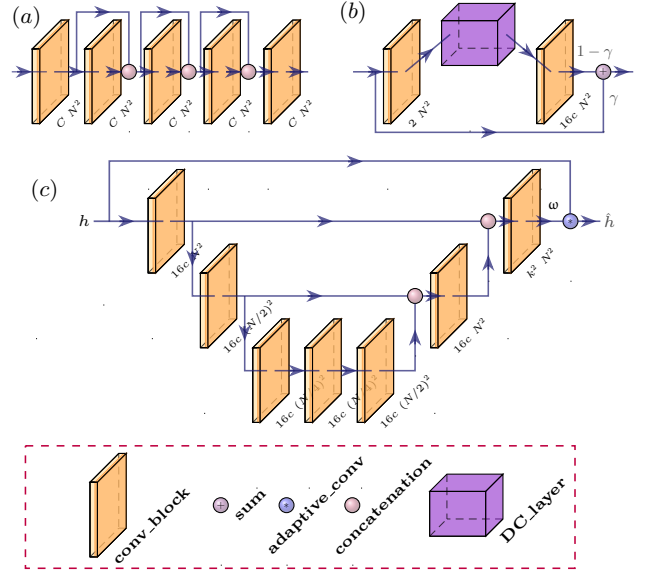 (a)
C N²
C N²
C N²
C N²
C N²
(b)
2 N²
16c N²
1 − γ
+
γ
(c)
h
16c N²
16c (N/2)²
16c (N/4)²
16c (N/4)²
16c (N/2)²
16c N²
k² N²
ω
*
ĥ
conv_block
+
sum
*
adaptive_conv
concatenation
DC_layer